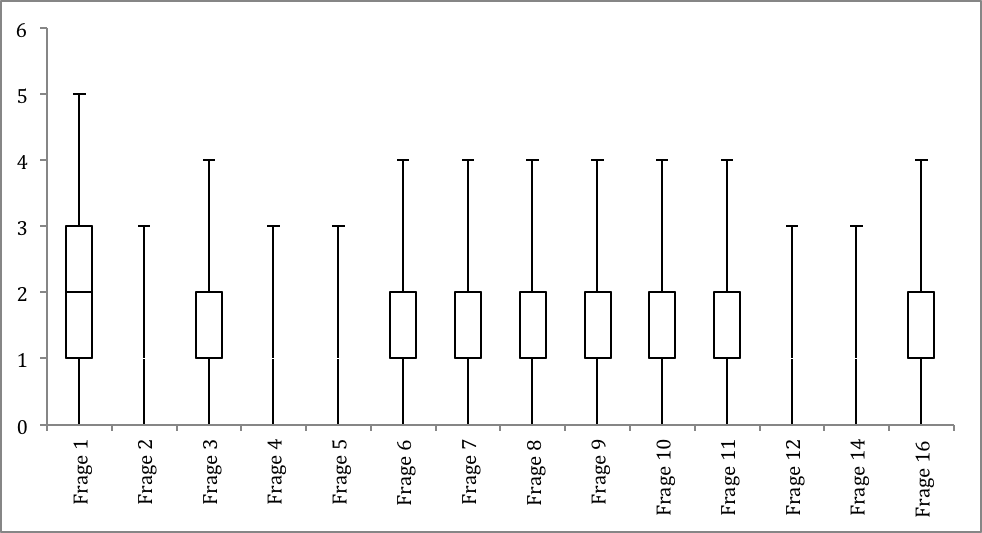 6
5
4
3
2
1
0
Frage 1
Frage 2
Frage 3
Frage 4
Frage 5
Frage 6
Frage 7
Frage 8
Frage 9
Frage 10
Frage 11
Frage 12
Frage 14
Frage 16